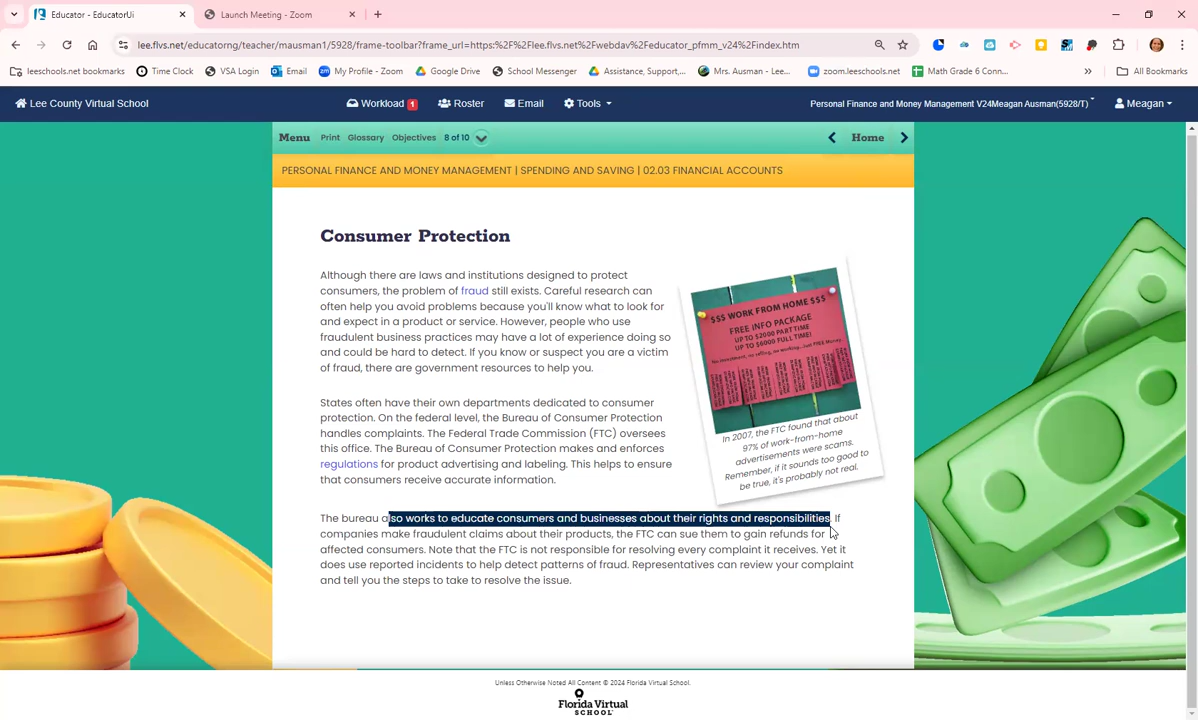 Educator - EducatorUi
Launch Meeting - Zoom
lee.flvs.net/educatorng/teacher/mausman1/5928/frame-toolbar?frame_url=https:%2F%2Flee.flvs.net%2Fwebdav%2Feducator_pfmm_v24%2Findex.htm
leeschools.net bookmarks
Time Clock
VSA Login
Email
My Profile - Zoom
Google Drive
School Messenger
Assistance, Support,...
Mrs. Ausman - Lee...
zoom.leeschools.net
Math Grade 6 Conn...
»
All Bookmarks
Lee County Virtual School
Workload 1
Roster
Email
Tools
Personal Finance and Money Management V24Meagan Ausman(5928/T)
Meagan
Menu Print Glossary Objectives 8 of 10
Home
PERSONAL FINANCE AND MONEY MANAGEMENT | SPENDING AND SAVING | 02.03 FINANCIAL ACCOUNTS
Consumer Protection
Although there are laws and institutions designed to protect
consumers, the problem of fraud still exists. Careful research can
often help you avoid problems because you'll know what to look for
and expect in a product or service. However, people who use
fraudulent business practices may have a lot of experience doing so
and could be hard to detect. If you know or suspect you are a victim
of fraud, there are government resources to help you.
$$$ WORK FROM HOME $$$
FREE INFO PACKAGE
UP TO $2000 PART TIME
UP TO $6000 FULL TIME!
No investment, no selling, no working... Just FREE Money
In 2007, the FTC found that about
97% of work-from-home
advertisements were scams.
Remember, if it sounds too good to
be true, it's probably not real.
States often have their own departments dedicated to consumer
protection. On the federal level, the Bureau of Consumer Protection
handles complaints. The Federal Trade Commission (FTC) oversees
this office. The Bureau of Consumer Protection makes and enforces
regulations for product advertising and labeling. This helps to ensure
that consumers receive accurate information.
The bureau also works to educate consumers and businesses about their rights and responsibilities. If
companies make fraudulent claims about their products, the FTC can sue them to gain refunds for
affected consumers. Note that the FTC is not responsible for resolving every complaint it receives. Yet it
does use reported incidents to help detect patterns of fraud. Representatives can review your complaint
and tell you the steps to take to resolve the issue.
Unless Otherwise Noted All Content © 2024 Florida Virtual School.
Florida Virtual
SCHOOL